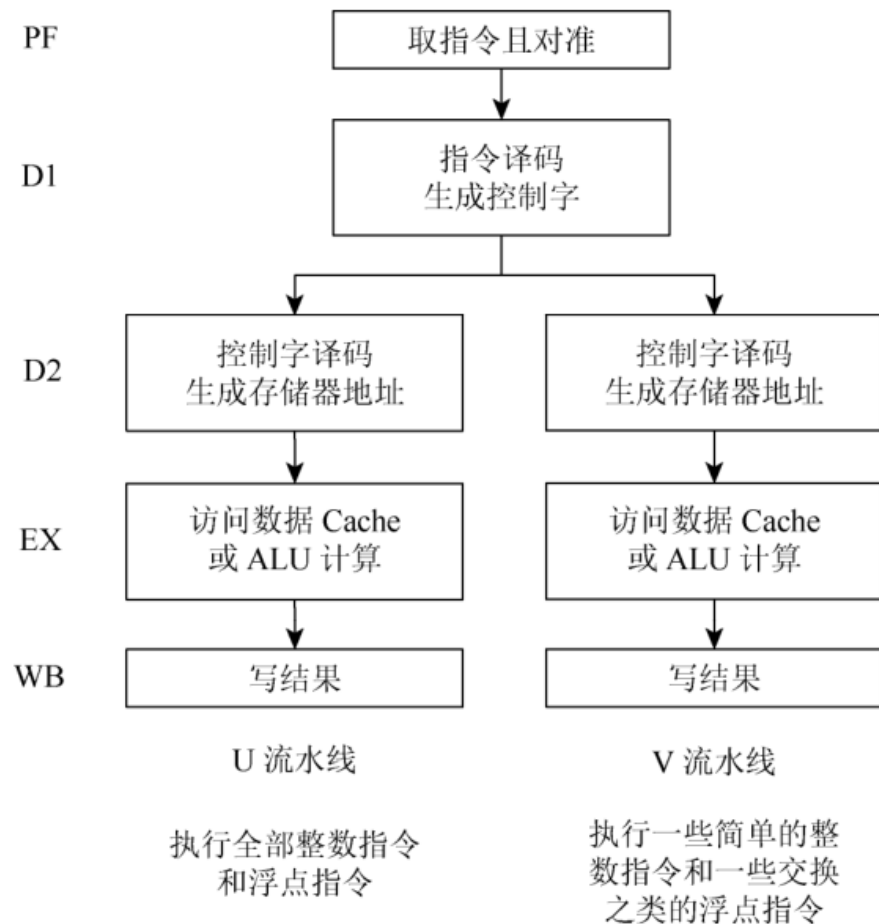 PF
取指令且对准
D1
指令译码
生成控制字
D2
控制字译码
生成存储器地址
控制字译码
生成存储器地址
EX
访问数据 Cache
或 ALU 计算
访问数据 Cache
或 ALU 计算
WB
写结果
写结果
U 流水线
V 流水线
执行全部整数指令
和浮点指令
执行一些简单的整
数指令和一些交换
之类的浮点指令